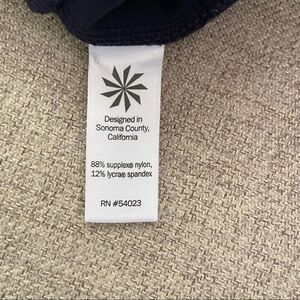 Designed in
Sonoma County,
California
88% supplex® nylon,
12% lycra® spandex
RN #54023